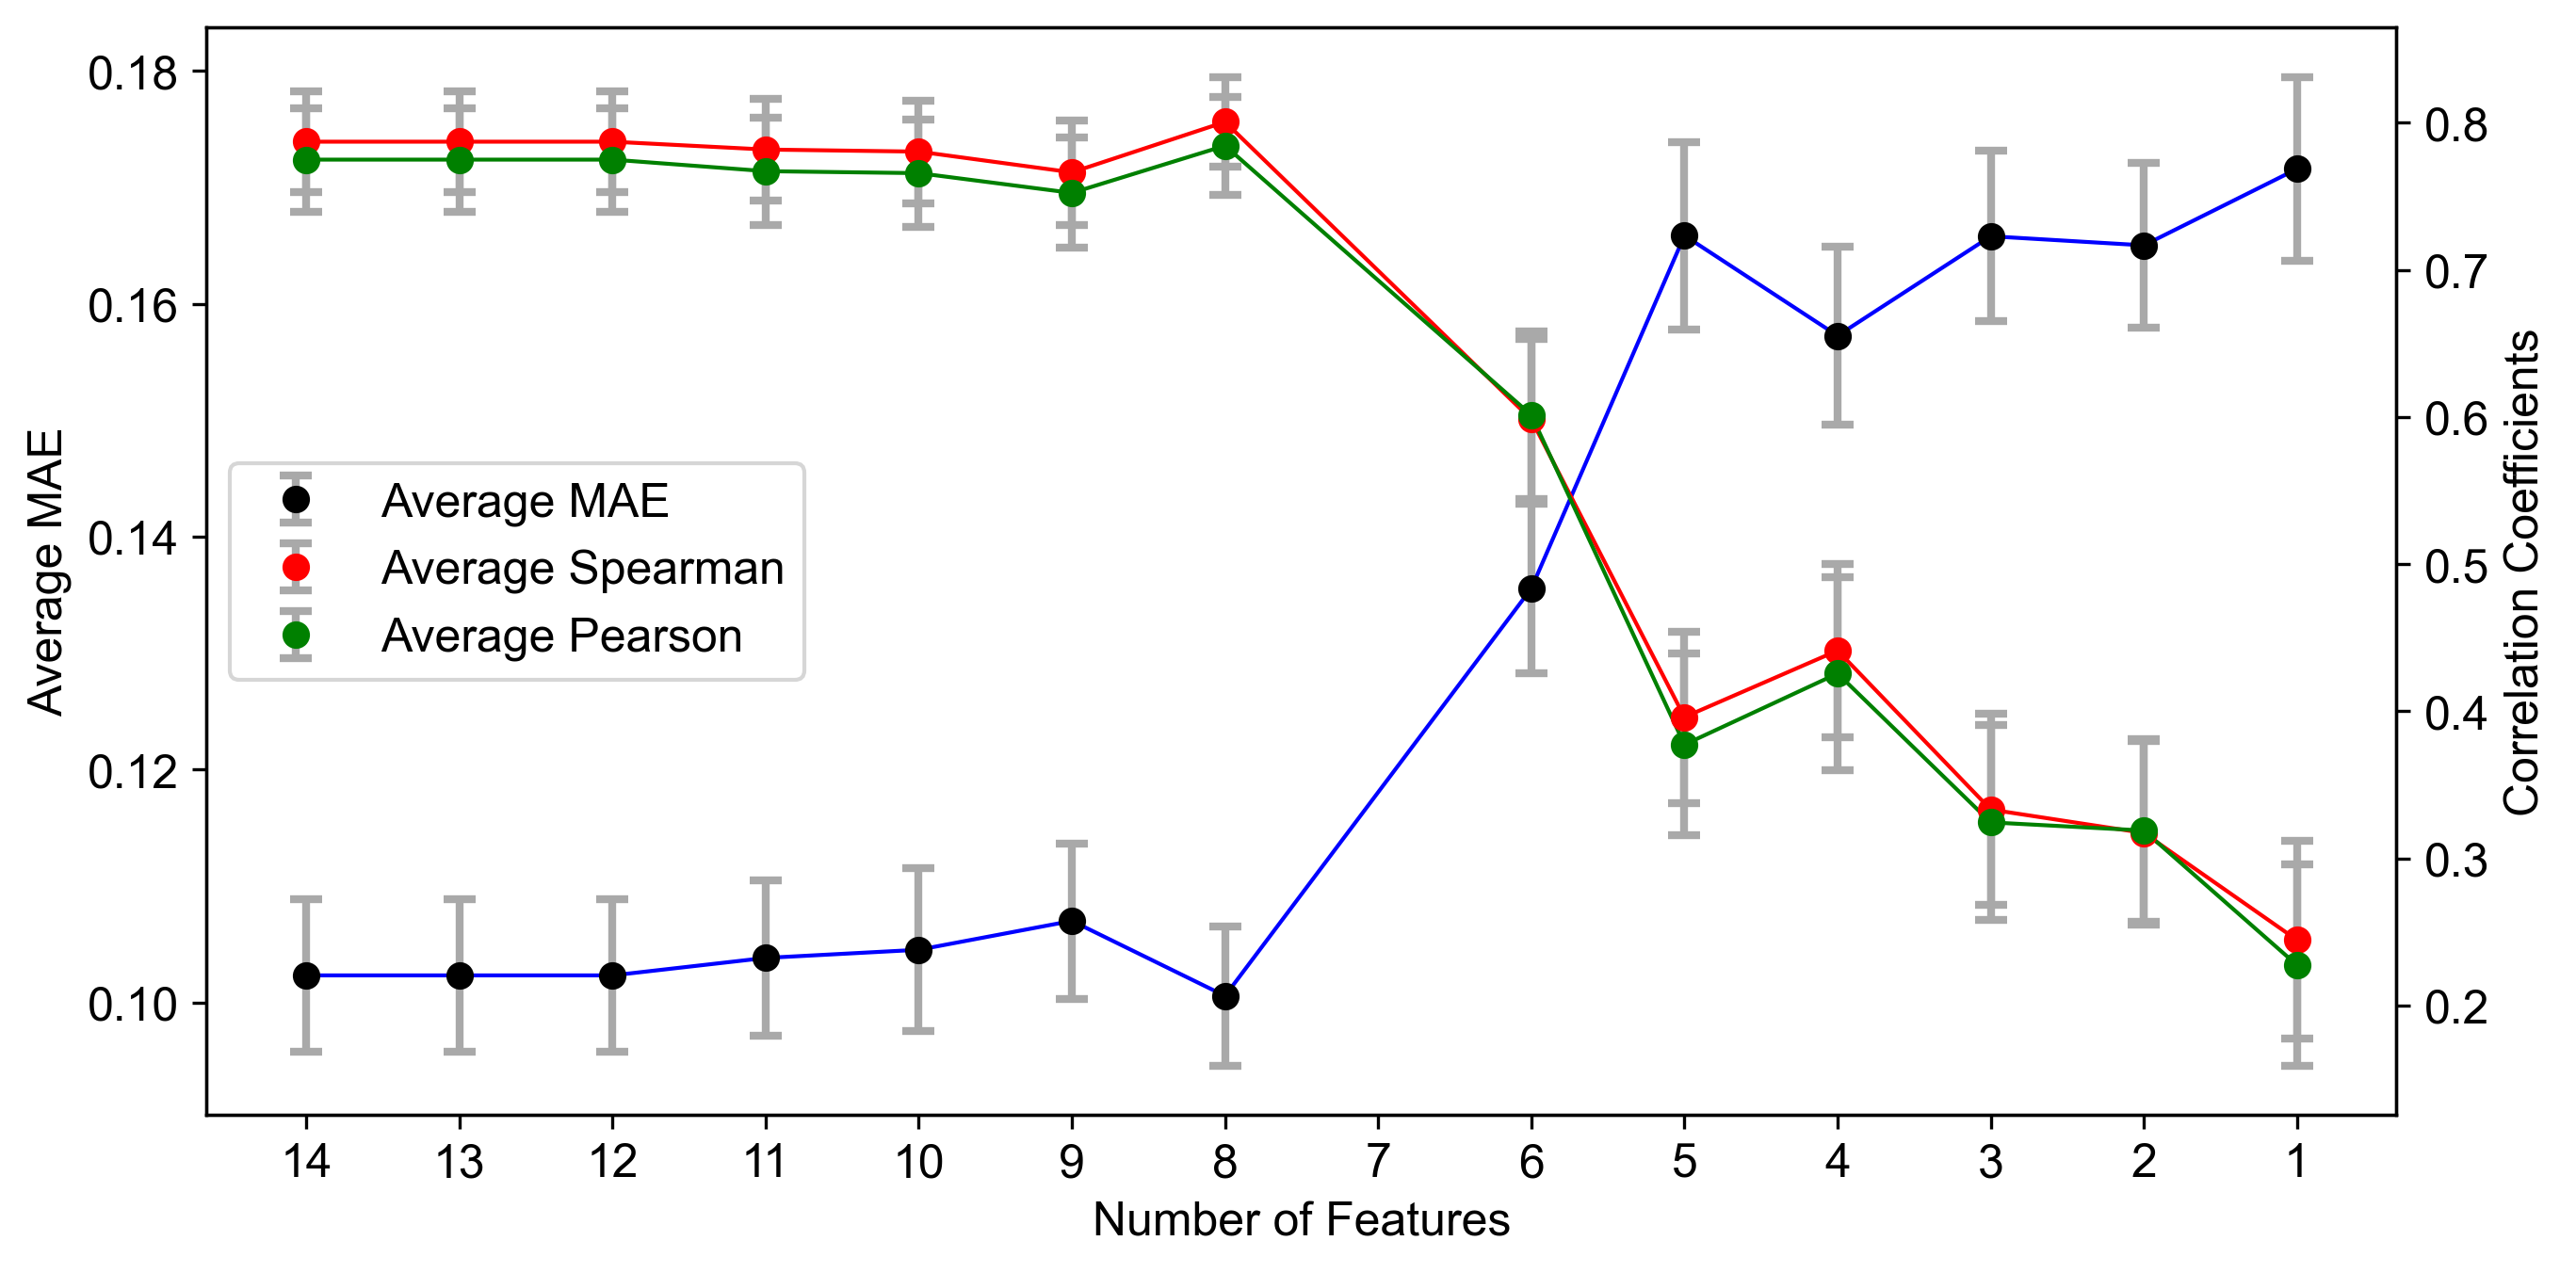 0.18
0.16
0.14
0.12
0.10
Average MAE
Average MAE
Average Spearman
Average Pearson
0.8
0.7
0.6
0.5
0.4
0.3
0.2
Correlation Coefficients
14 13 12 11 10 9 8 7 6 5 4 3 2 1
Number of Features